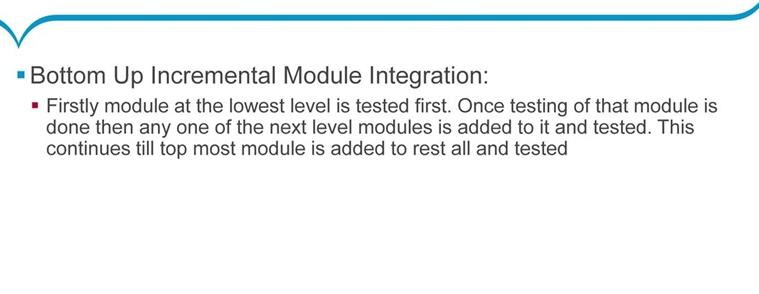 Bottom Up Incremental Module Integration:
Firstly module at the lowest level is tested first. Once testing of that module is
done then any one of the next level modules is added to it and tested. This
continues till top most module is added to rest all and tested